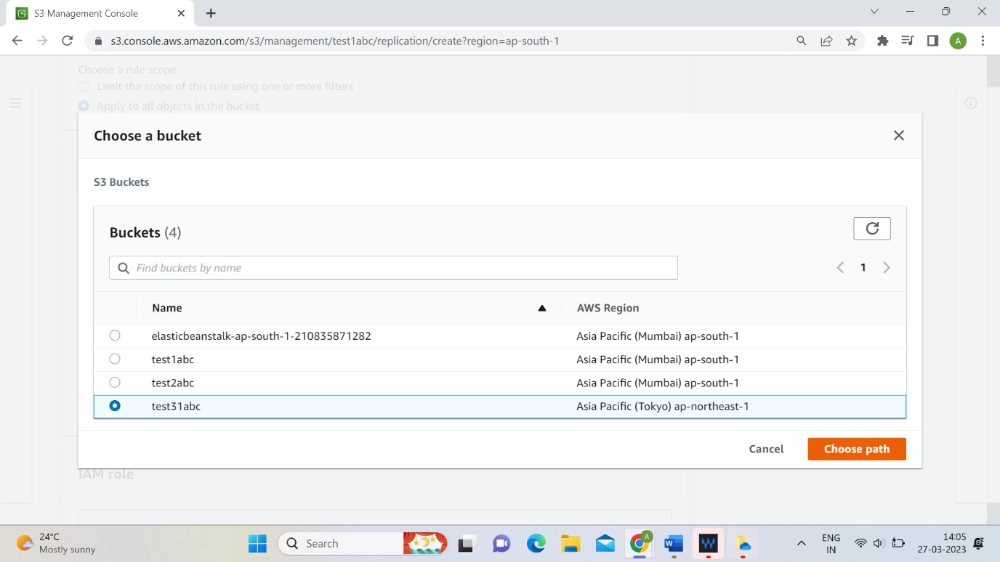 S3 Management Console
s3.console.aws.amazon.com/s3/management/test1abc/replication/create?region=ap-south-1
A
Choose a rule scope
Limit the scope of this rule using one or more filters
Apply to all objects in the bucket
Choose a bucket
S3 Buckets
Buckets (4)
Find buckets by name
1
Name AWS Region
elasticbeanstalk-ap-south-1-210835871282 Asia Pacific (Mumbai) ap-south-1
test1abc Asia Pacific (Mumbai) ap-south-1
test2abc Asia Pacific (Mumbai) ap-south-1
test31abc Asia Pacific (Tokyo) ap-northeast-1
Cancel Choose path
IAM role
24°C
Mostly sunny
Search
A
W
ENG
IN
14:05
27-03-2023